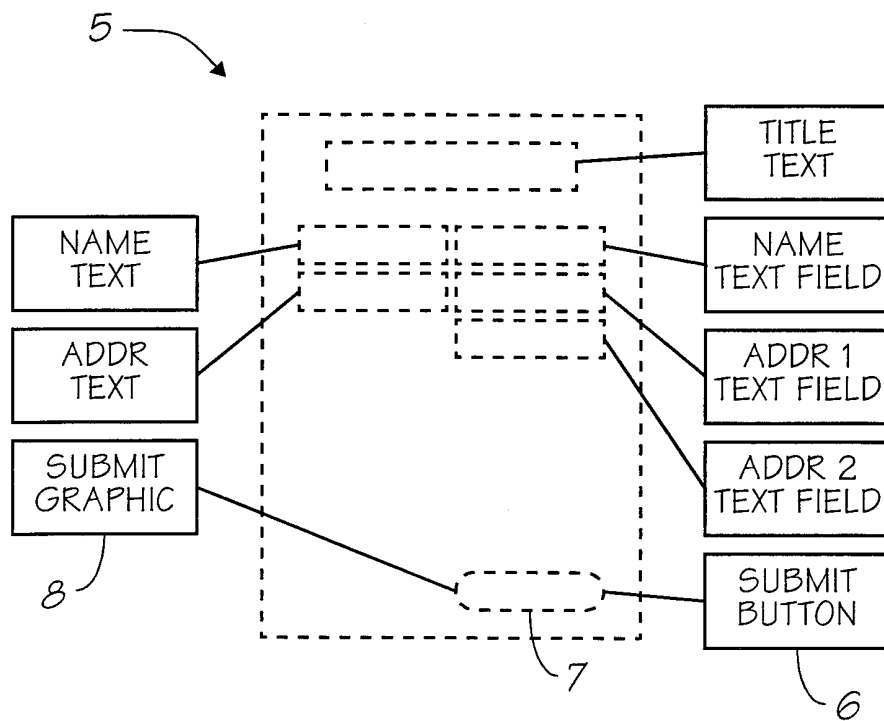 5
TITLE
TEXT
NAME
TEXT
NAME
TEXT FIELD
ADDR
TEXT
ADDR 1
TEXT FIELD
SUBMIT
GRAPHIC
ADDR 2
TEXT FIELD
8
SUBMIT
BUTTON
7
6